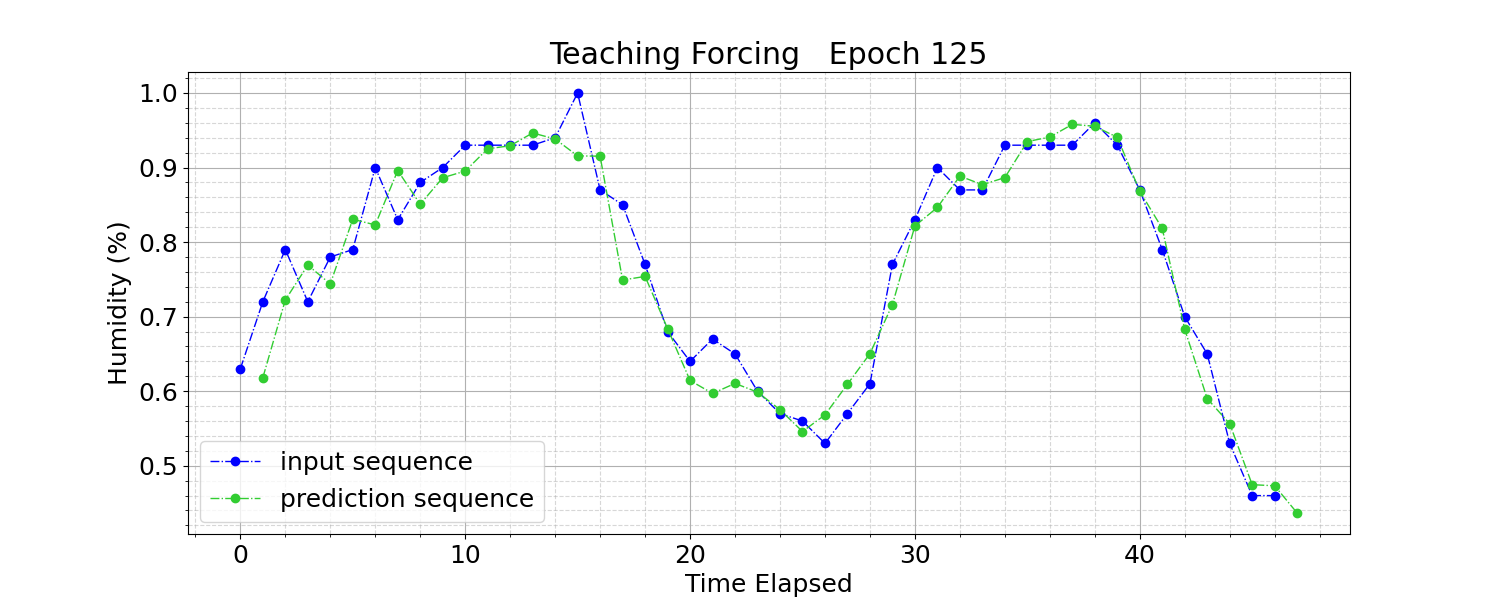 Teaching Forcing   Epoch 125
1.0
0.9
0.8
0.7
0.6
0.5
Humidity (%)
input sequence
prediction sequence
0 10 20 30 40
Time Elapsed